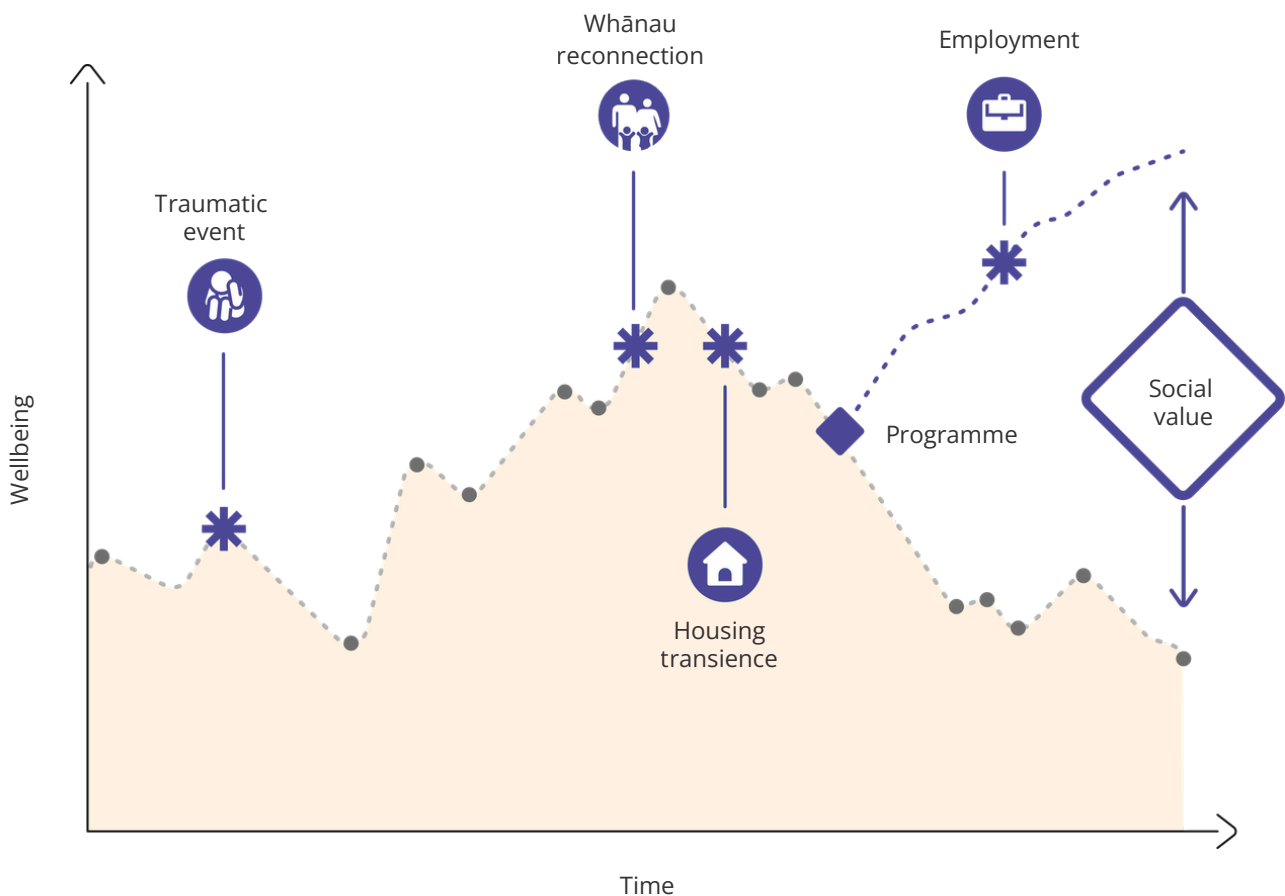 Whānau
reconnection
Employment
Traumatic
event
Social
value
Programme
Wellbeing
Housing
transience
Time